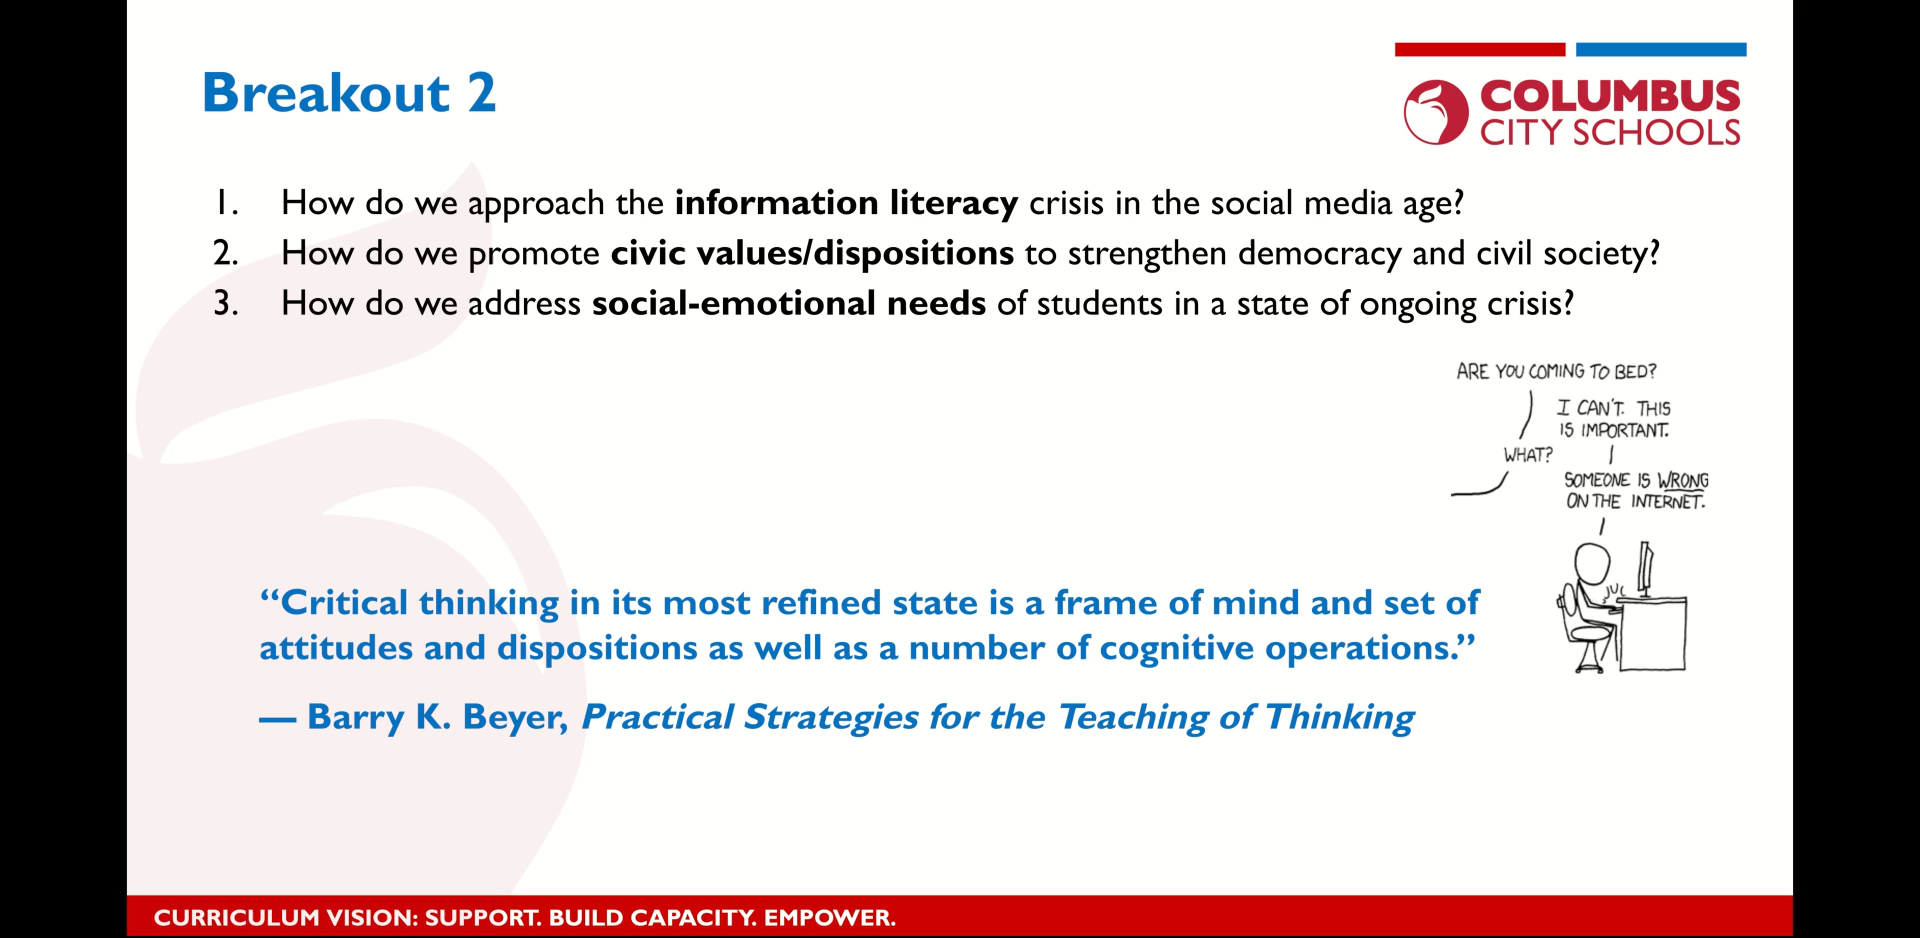 Breakout 2
COLUMBUS
CITY SCHOOLS
1. How do we approach the information literacy crisis in the social media age?
2. How do we promote civic values/dispositions to strengthen democracy and civil society?
3. How do we address social-emotional needs of students in a state of ongoing crisis?
ARE YOU COMING TO BED?
I CAN'T. THIS
IS IMPORTANT.
WHAT?
SOMEONE IS WRONG
ON THE INTERNET.
“Critical thinking in its most refined state is a frame of mind and set of
attitudes and dispositions as well as a number of cognitive operations.”
— Barry K. Beyer, Practical Strategies for the Teaching of Thinking
CURRICULUM VISION: SUPPORT. BUILD CAPACITY. EMPOWER.